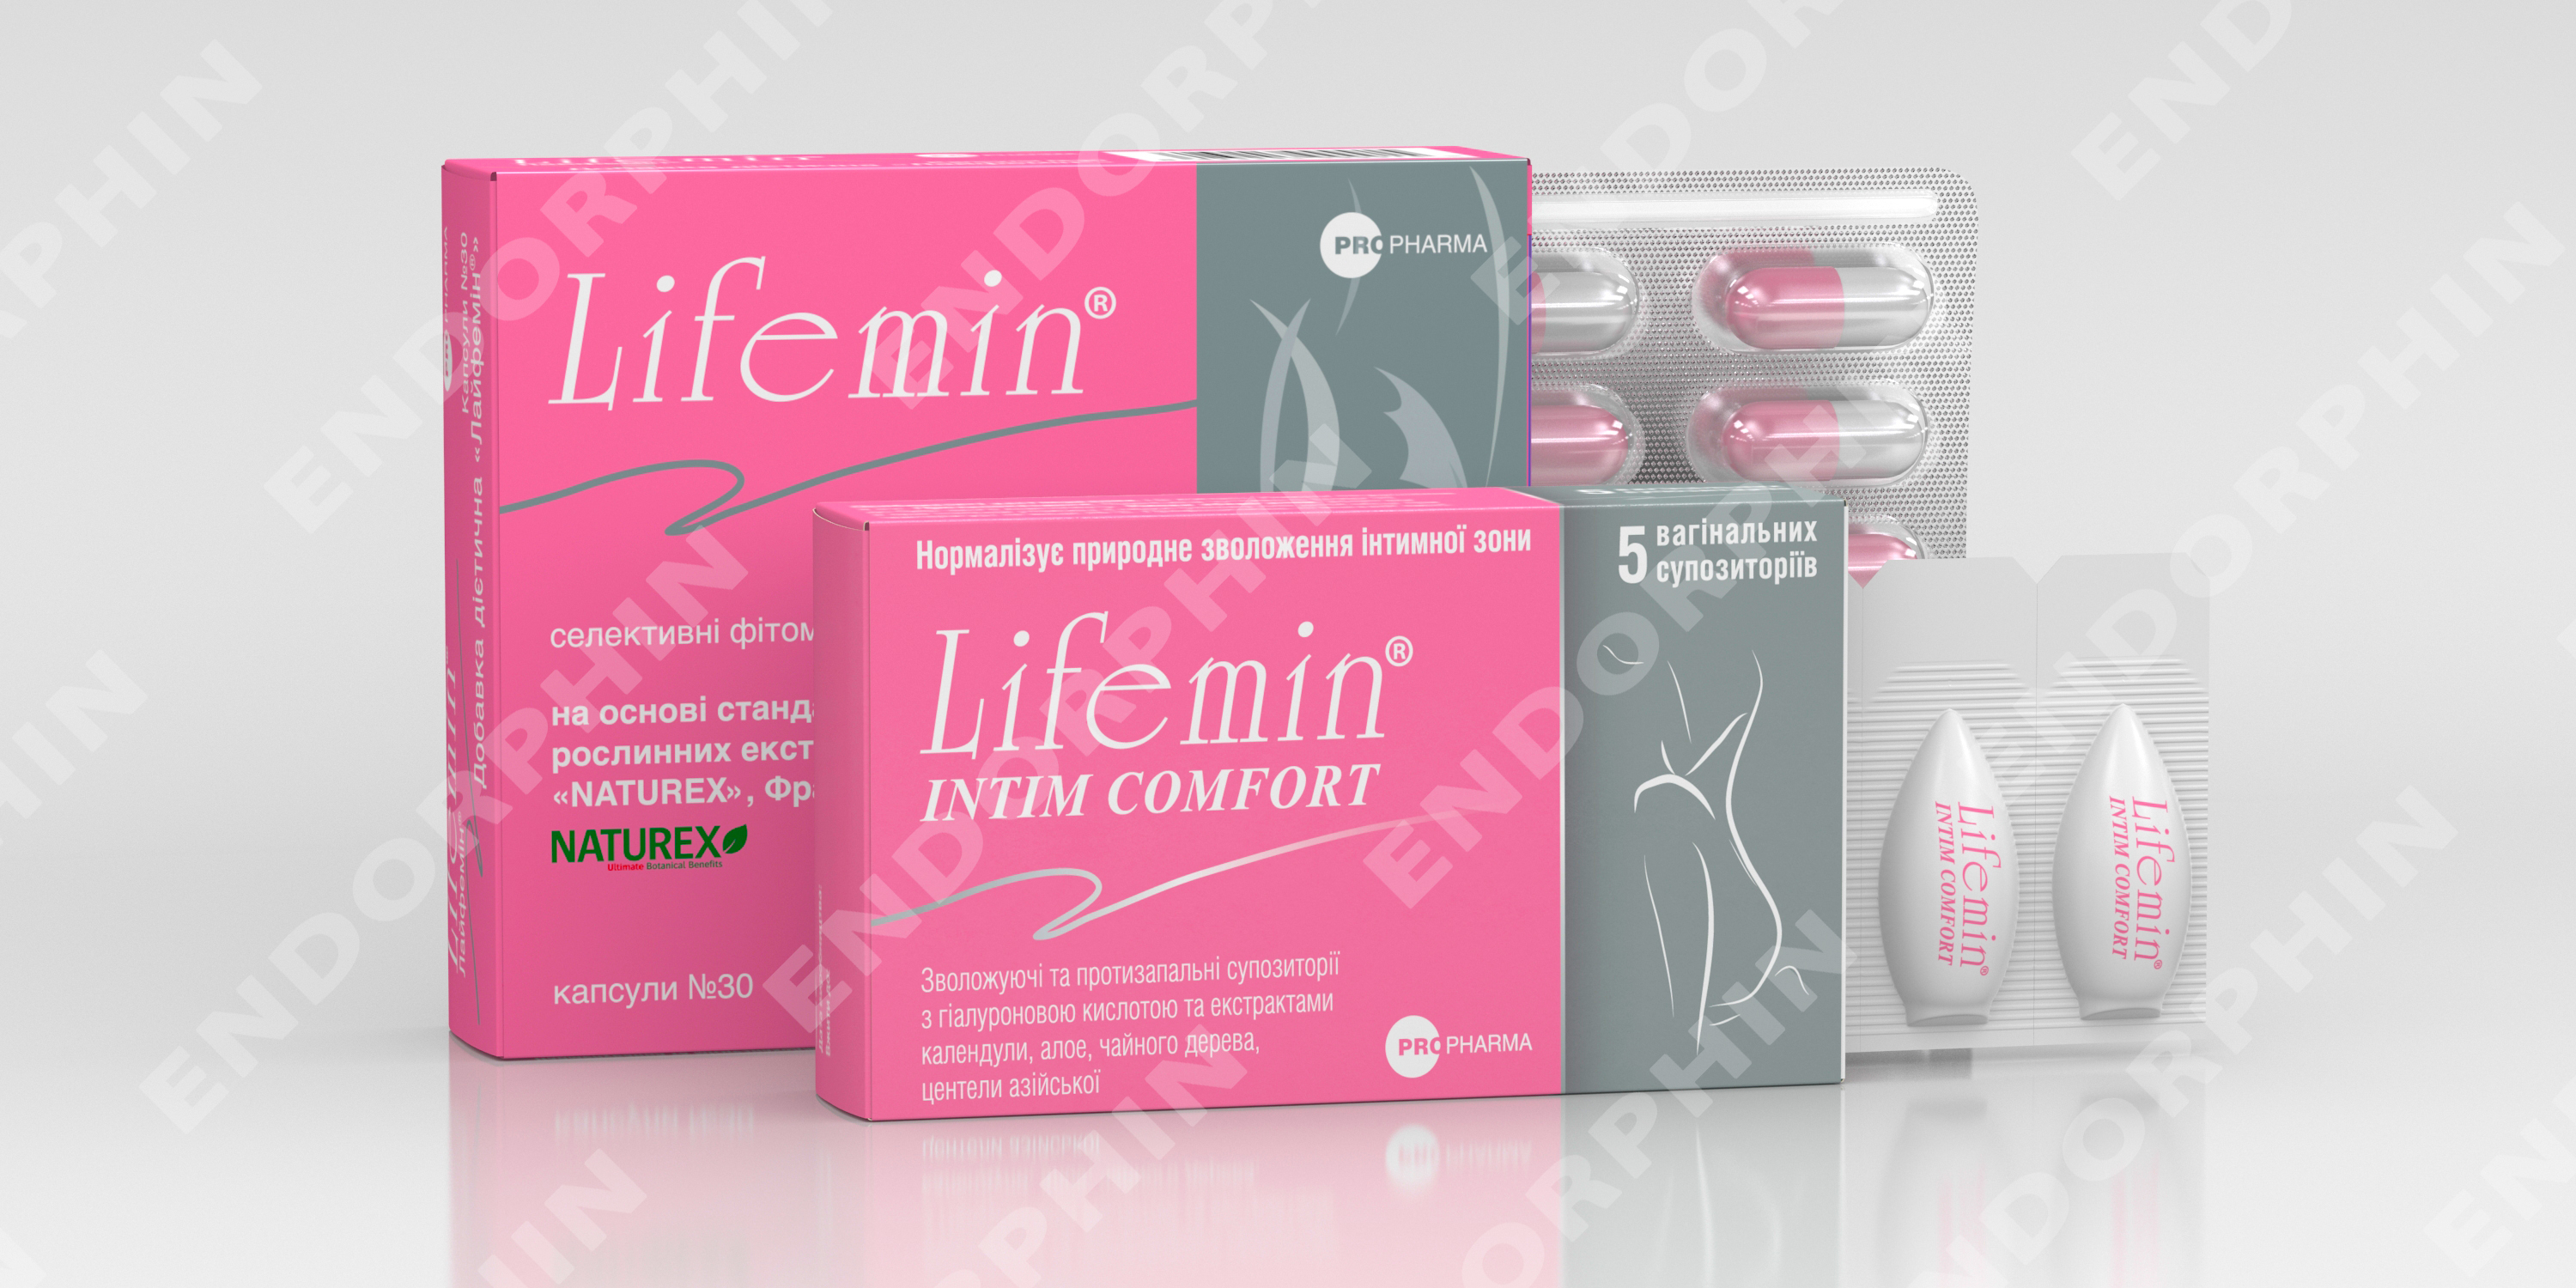 Lifemin®
PRO PHARMA
селективні фітом
на основі станд
рослинних екст
«NATUREX», Фр
NATUREX
Ultimate Botanical Benefits
капсули №30
Добавка дієтична «Лайфемін®»
Капсули №30
Нормалізує природне зволоження інтимної зони
5 вагінальних
супозиторіїв
Lifemin®
INTIM COMFORT
Зволожуючі та протизапальні супозиторії
з гіалуроновою кислотою та екстрактами
календули, алое, чайного дерева,
центели азійської
PRO PHARMA
Lifemin®
INTIM COMFORT
Lifemin®
INTIM COMFORT
ENDORPHIN